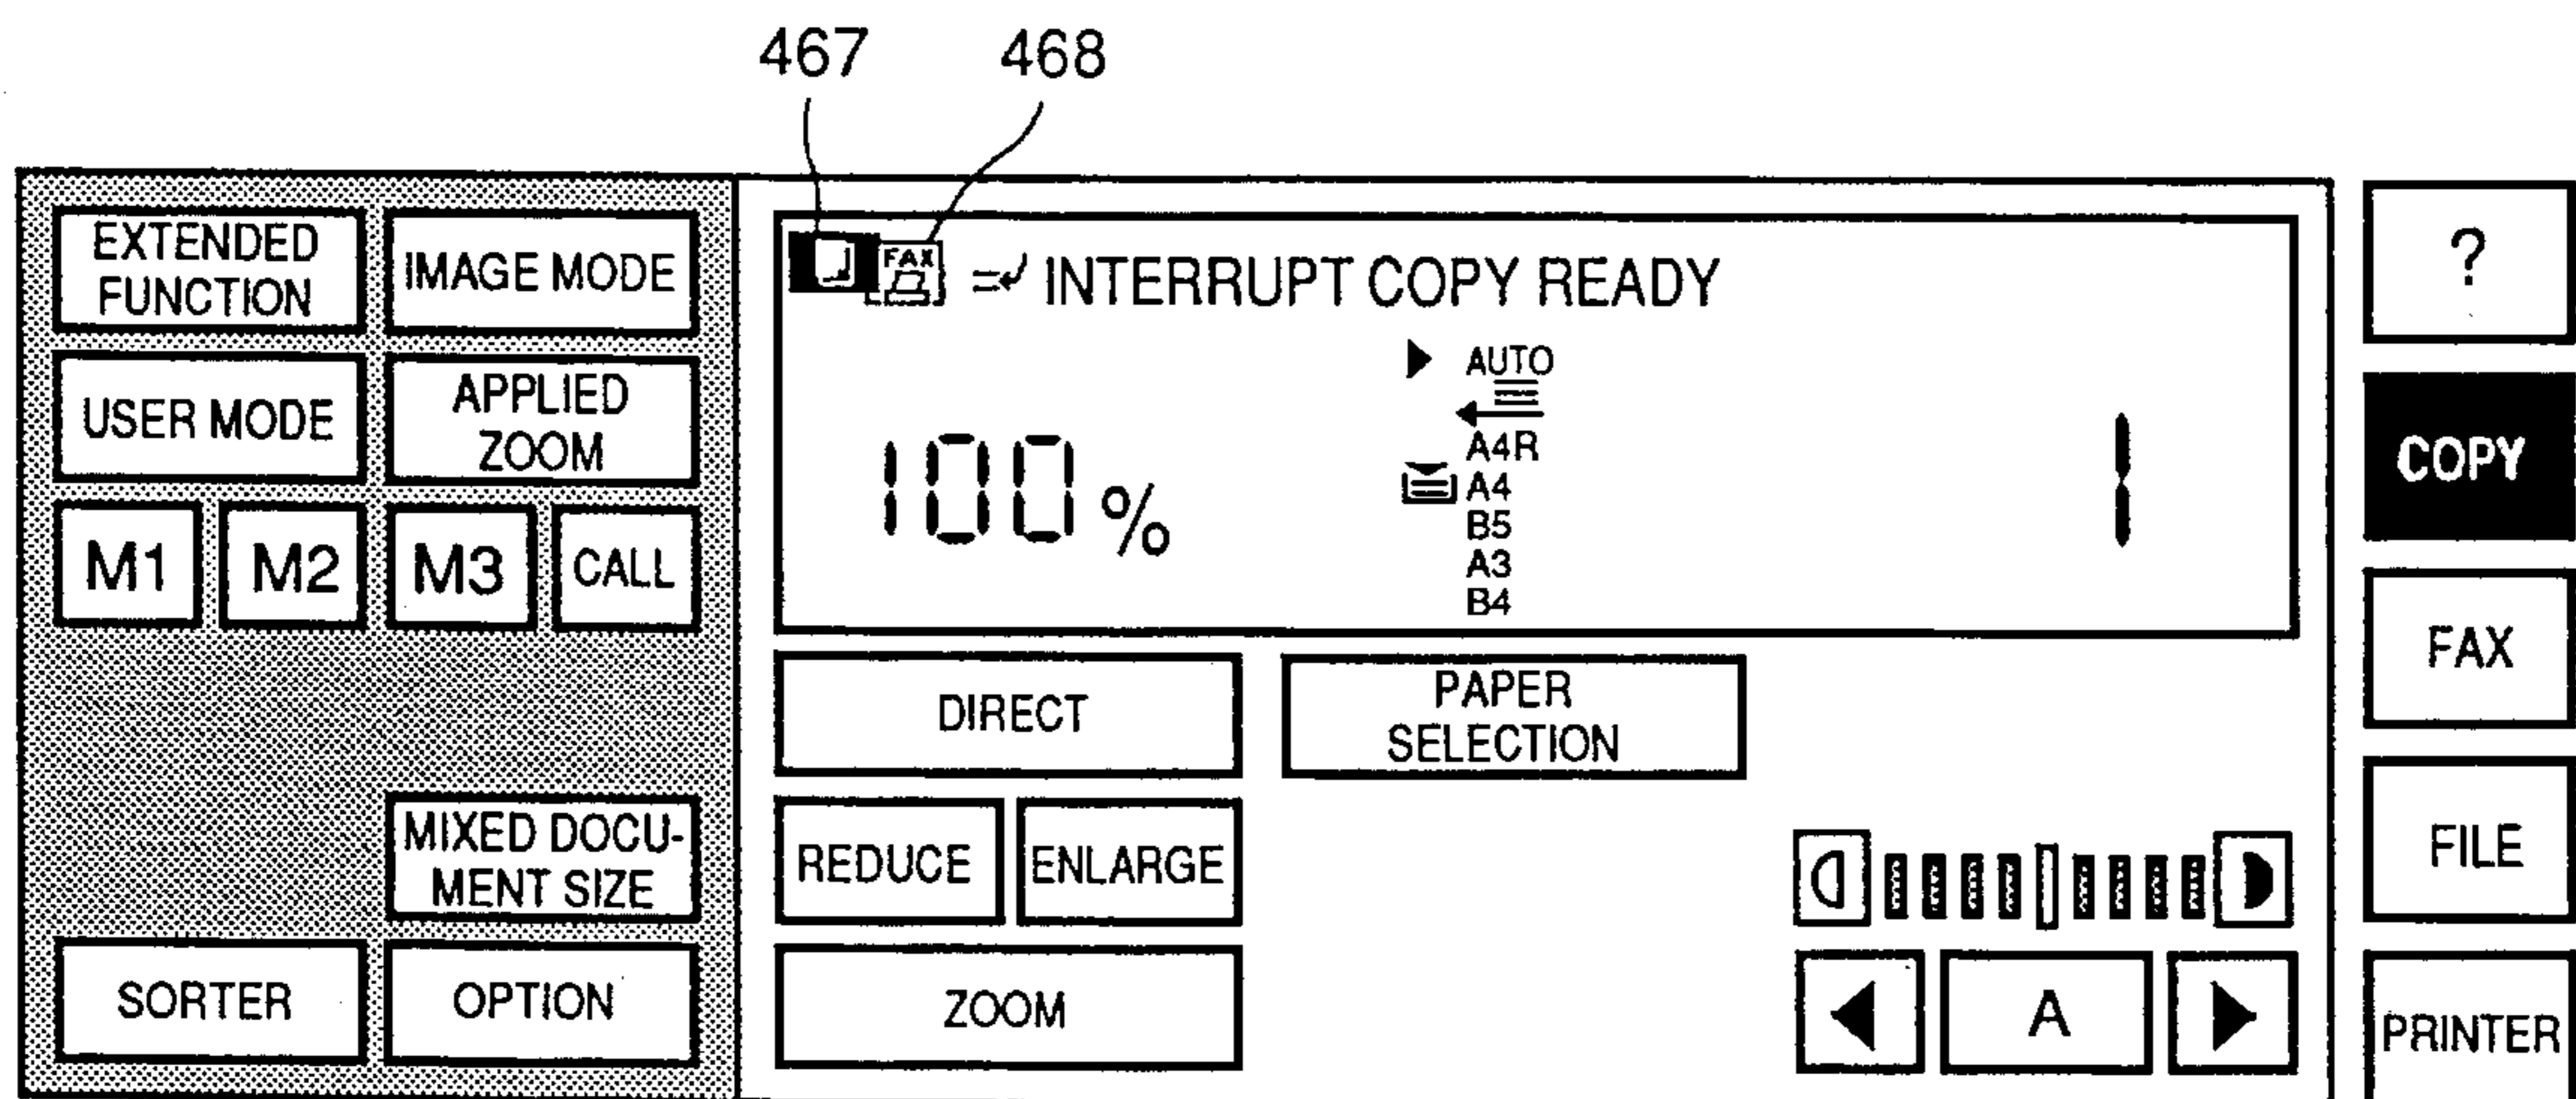 467 468
EXTENDED
FUNCTION
IMAGE MODE
USER MODE
APPLIED
ZOOM
M1
M2
M3
CALL
MIXED DOCU-
MENT SIZE
SORTER
OPTION
FAX
INTERRUPT COPY READY
AUTO
A4R
A4
B5
A3
B4
100 %
1
DIRECT
PAPER
SELECTION
REDUCE
ENLARGE
ZOOM
A
?
COPY
FAX
FILE
PRINTER